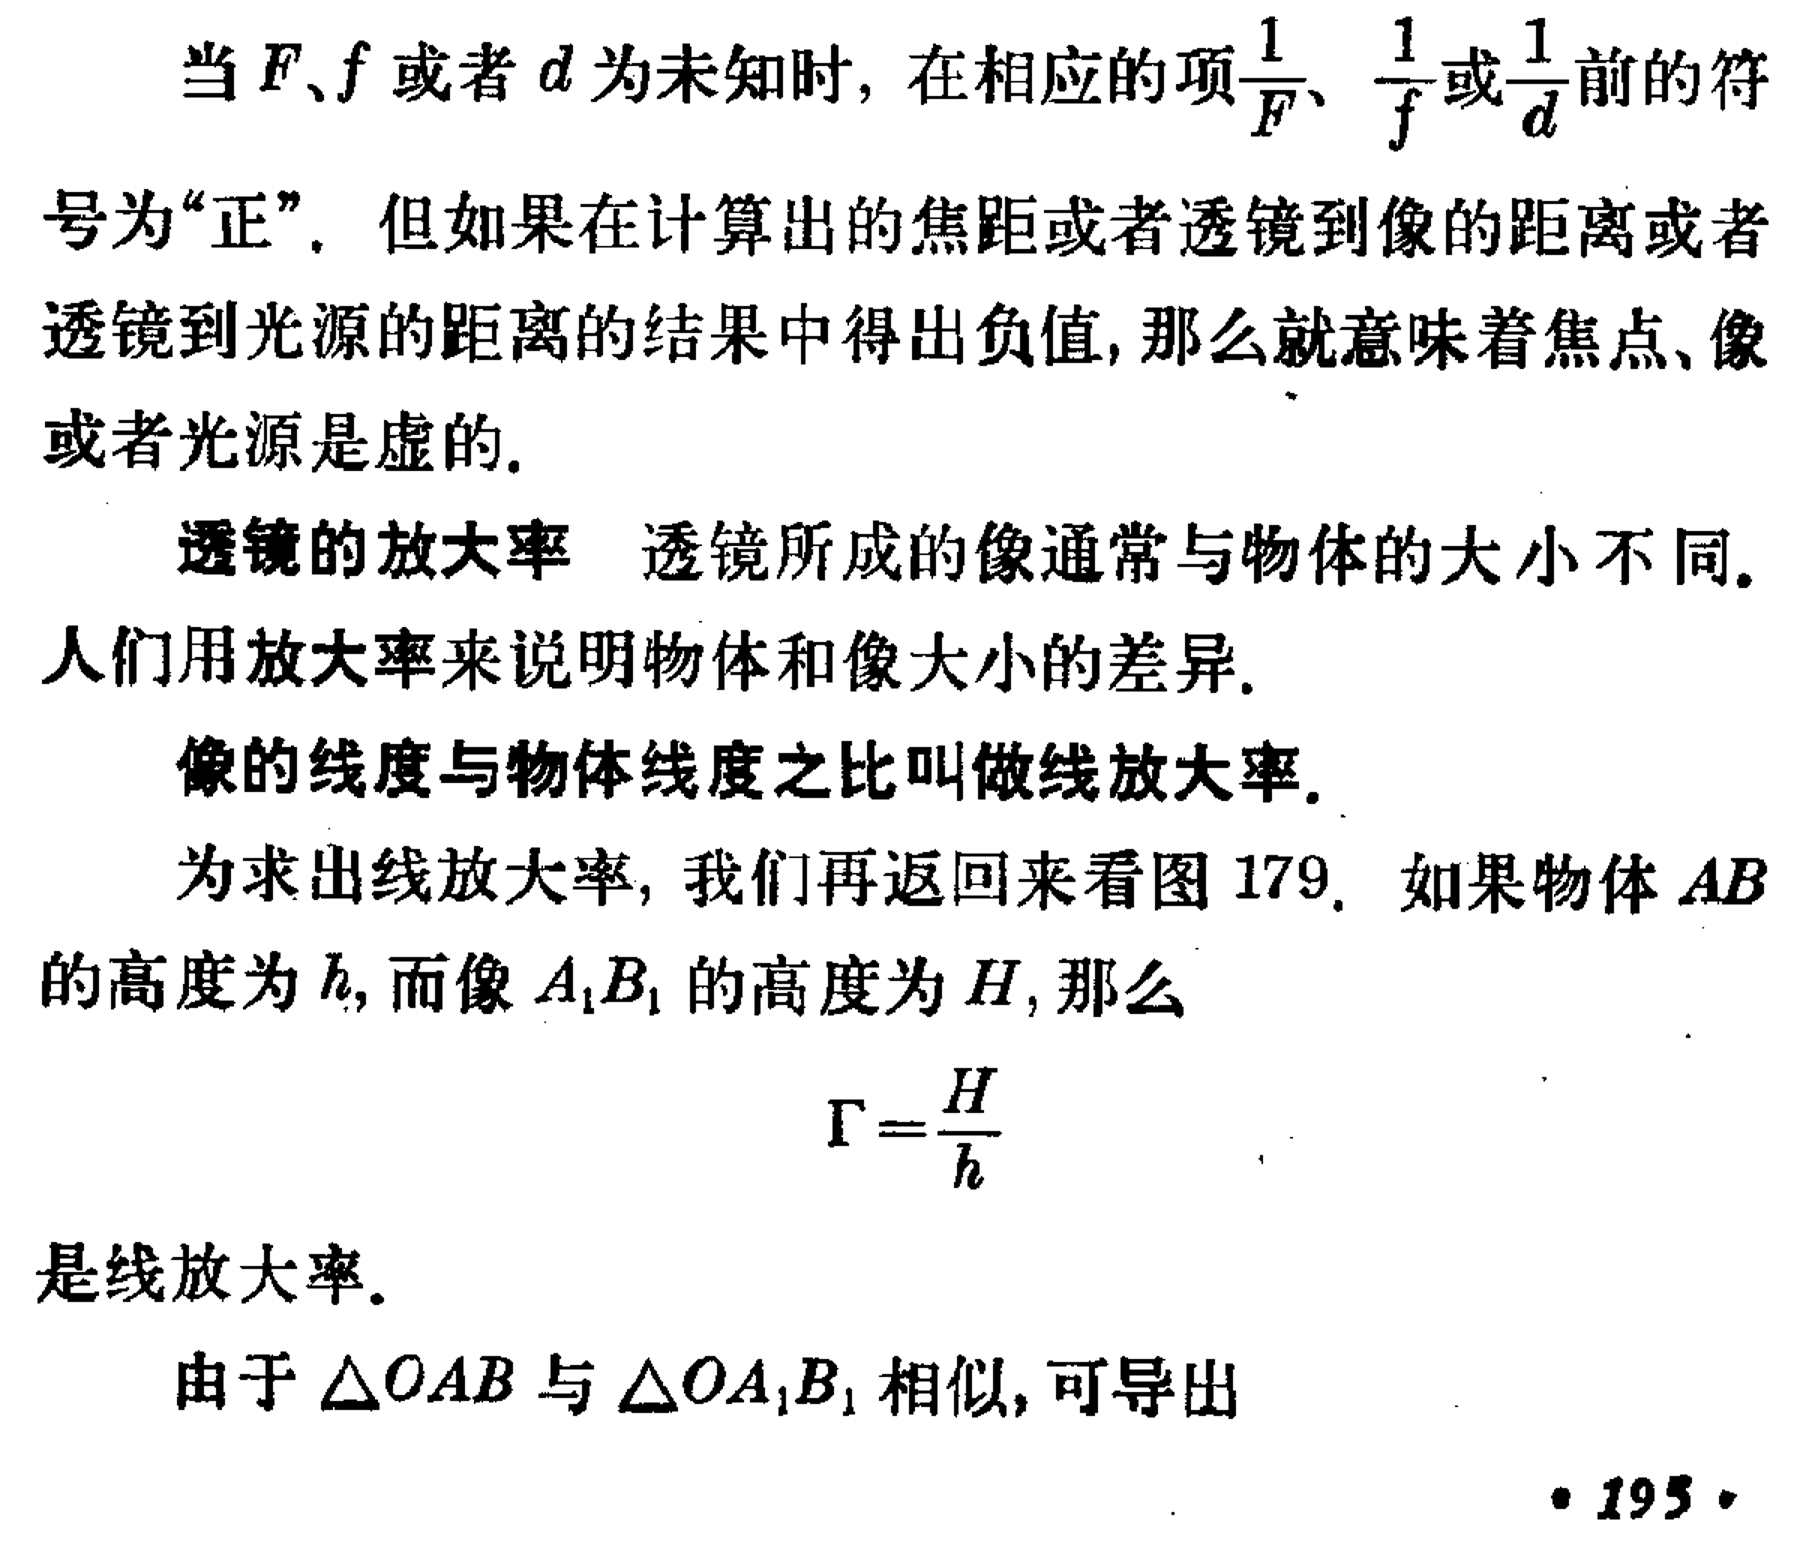 当 F、f 或者 d 为未知时, 在相应的项 1/F、 1/f 或 1/d 前的符
号为“正”. 但如果在计算出的焦距或者透镜到像的距离或者
透镜到光源的距离的结果中得出负值, 那么就意味着焦点、像
或者光源是虚的.
透镜的放大率 透镜所成的像通常与物体的大小不同.
人们用放大率来说明物体和像大小的差异.
像的线度与物体线度之比叫做线放大率.
为求出线放大率, 我们再返回来看图 179. 如果物体 AB
的高度为 h, 而像 A₁B₁ 的高度为 H, 那么
Γ = H/h
是线放大率.
由于 △OAB 与 △OA₁B₁ 相似, 可导出
• 195 •